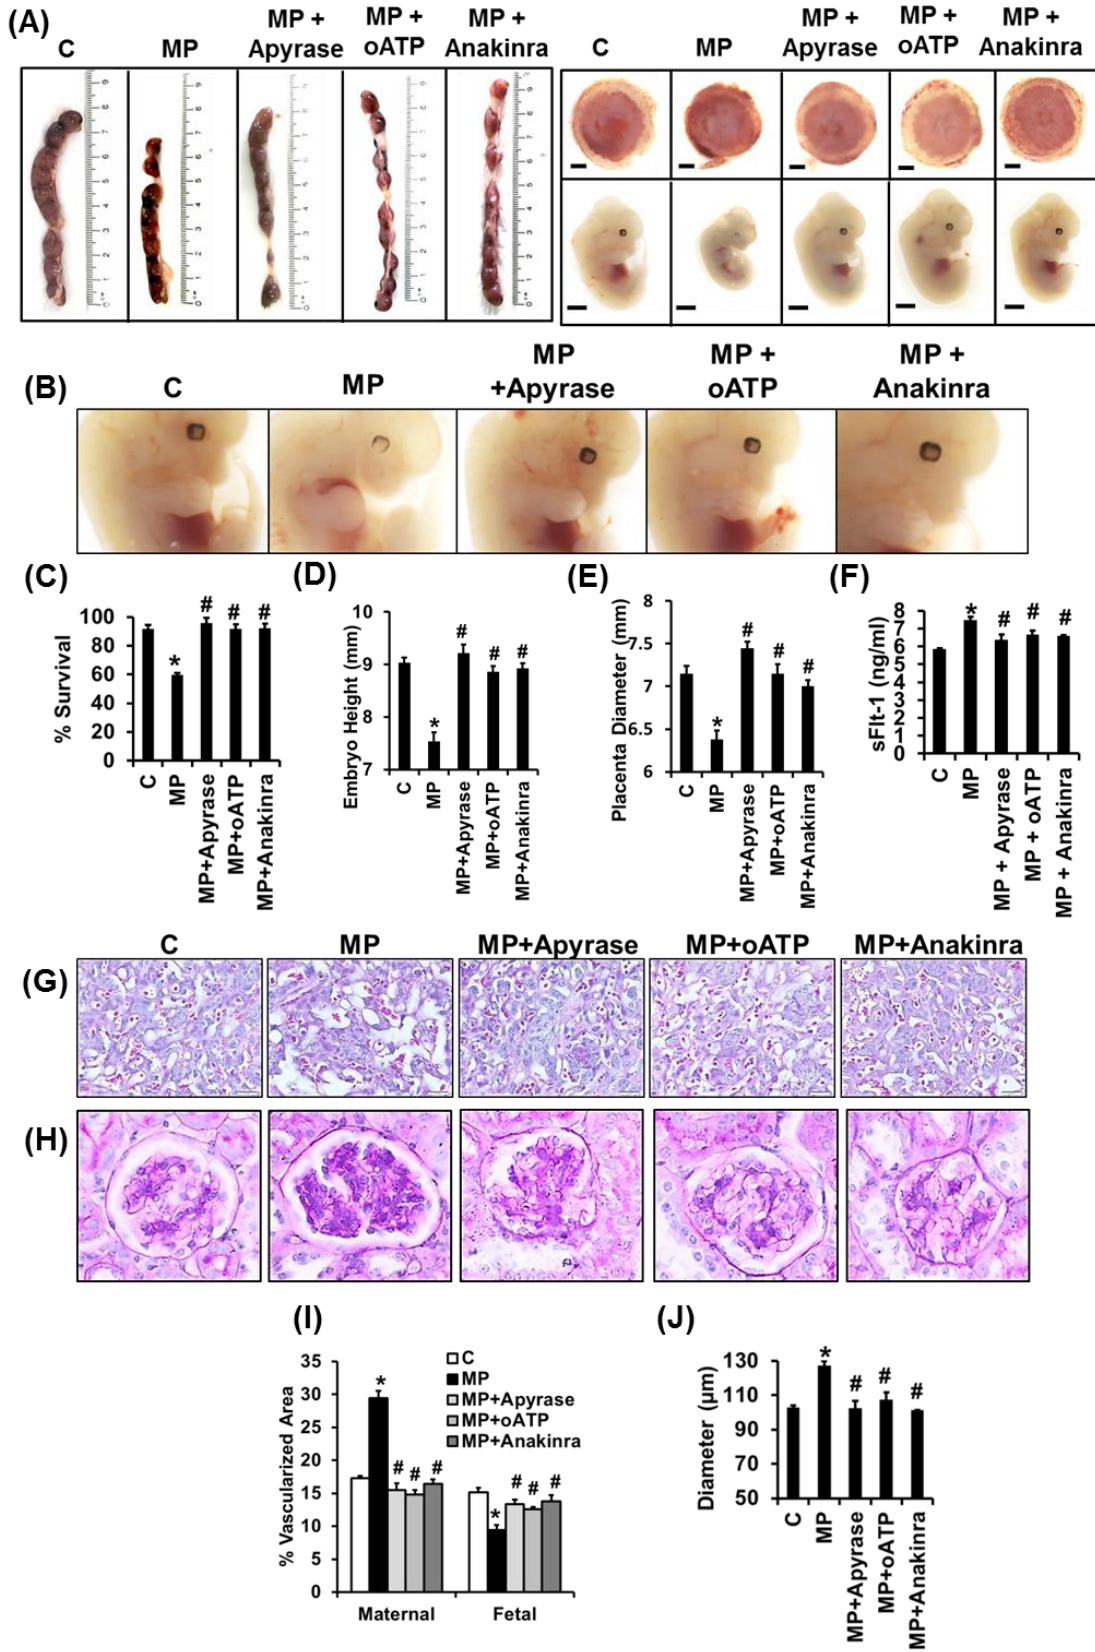 (A)
C
MP
MP +
Apyrase
MP +
oATP
MP +
Anakinra
C
MP
MP +
Apyrase
MP +
oATP
MP +
Anakinra
(B)
C
MP
MP
+Apyrase
MP +
oATP
MP +
Anakinra
(C)
% Survival
100
80
60
40
20
0
*
#
#
#
C
MP
MP+Apyrase
MP+oATP
MP+Anakinra
(D)
Embryo Height (mm)
10
9
8
7
*
#
#
#
C
MP
MP+Apyrase
MP+oATP
MP+Anakinra
(E)
Placenta Diameter (mm)
8
7.5
7
6.5
6
*
#
#
#
C
MP
MP+Apyrase
MP+oATP
MP+Anakinra
(F)
sFlt-1 (ng/ml)
8
7
6
5
4
3
2
1
0
*
#
#
#
C
MP
MP + Apyrase
MP + oATP
MP + Anakinra
C
MP
MP+Apyrase
MP+oATP
MP+Anakinra
(G)
(H)
(I)
% Vascularized Area
35
30
25
20
15
10
5
0
C
MP
MP+Apyrase
MP+oATP
MP+Anakinra
*
# # #
*
# # #
Maternal
Fetal
(J)
Diameter (µm)
130
110
90
70
50
*
#
#
#
C
MP
MP+Apyrase
MP+oATP
MP+Anakinra